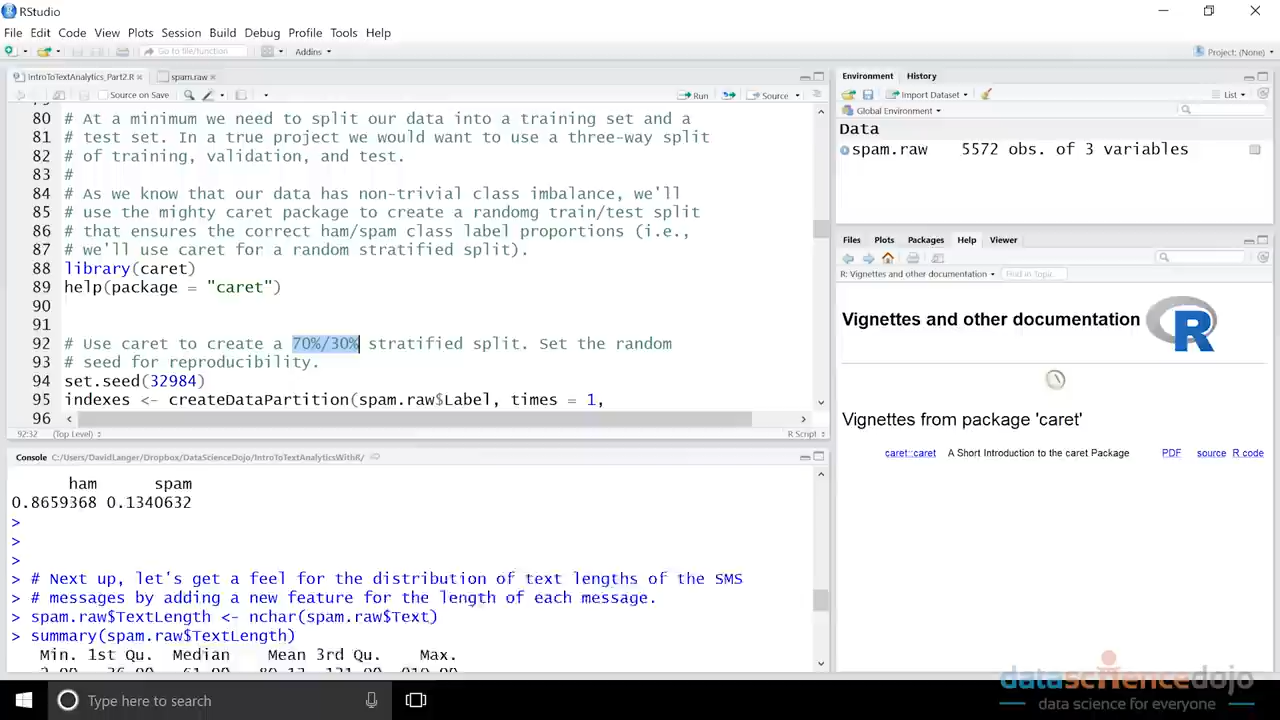 RStudio
File Edit Code View Plots Session Build Debug Profile Tools Help
Go to file/function Addins Project: (None)
IntroToTextAnalytics_Part2.R spam.raw
Source on Save Run Source
80 # At a minimum we need to split our data into a training set and a
81 # test set. In a true project we would want to use a three-way split
82 # of training, validation, and test.
83 #
84 # As we know that our data has non-trivial class imbalance, we'll
85 # use the mighty caret package to create a randomg train/test split
86 # that ensures the correct ham/spam class label proportions (i.e.,
87 # we'll use caret for a random stratified split).
88 library(caret)
89 help(package = "caret")
90
91
92 # Use caret to create a 70%/30% stratified split. Set the random
93 # seed for reproducibility.
94 set.seed(32984)
95 indexes <- createDataPartition(spam.raw$Label, times = 1,
96
92:32 (Top Level) R Script
Console C:/Users/DavidLanger/Dropbox/DataScienceDojo/IntroToTextAnalyticsWithR/
ham spam
0.8659368 0.1340632
>
>
>
> # Next up, let's get a feel for the distribution of text lengths of the SMS
> # messages by adding a new feature for the length of each message.
> spam.raw$TextLength <- nchar(spam.raw$Text)
> summary(spam.raw$TextLength)
Min. 1st Qu. Median Mean 3rd Qu. Max.
Environment History
Import Dataset List
Global Environment
Data
spam.raw 5572 obs. of 3 variables
Files Plots Packages Help Viewer
R: Vignettes and other documentation Find in Topic
Vignettes and other documentation
R
Vignettes from package 'caret'
caret::caret A Short Introduction to the caret Package PDF source R code
Type here to search
datasciencedojo
data science for everyone